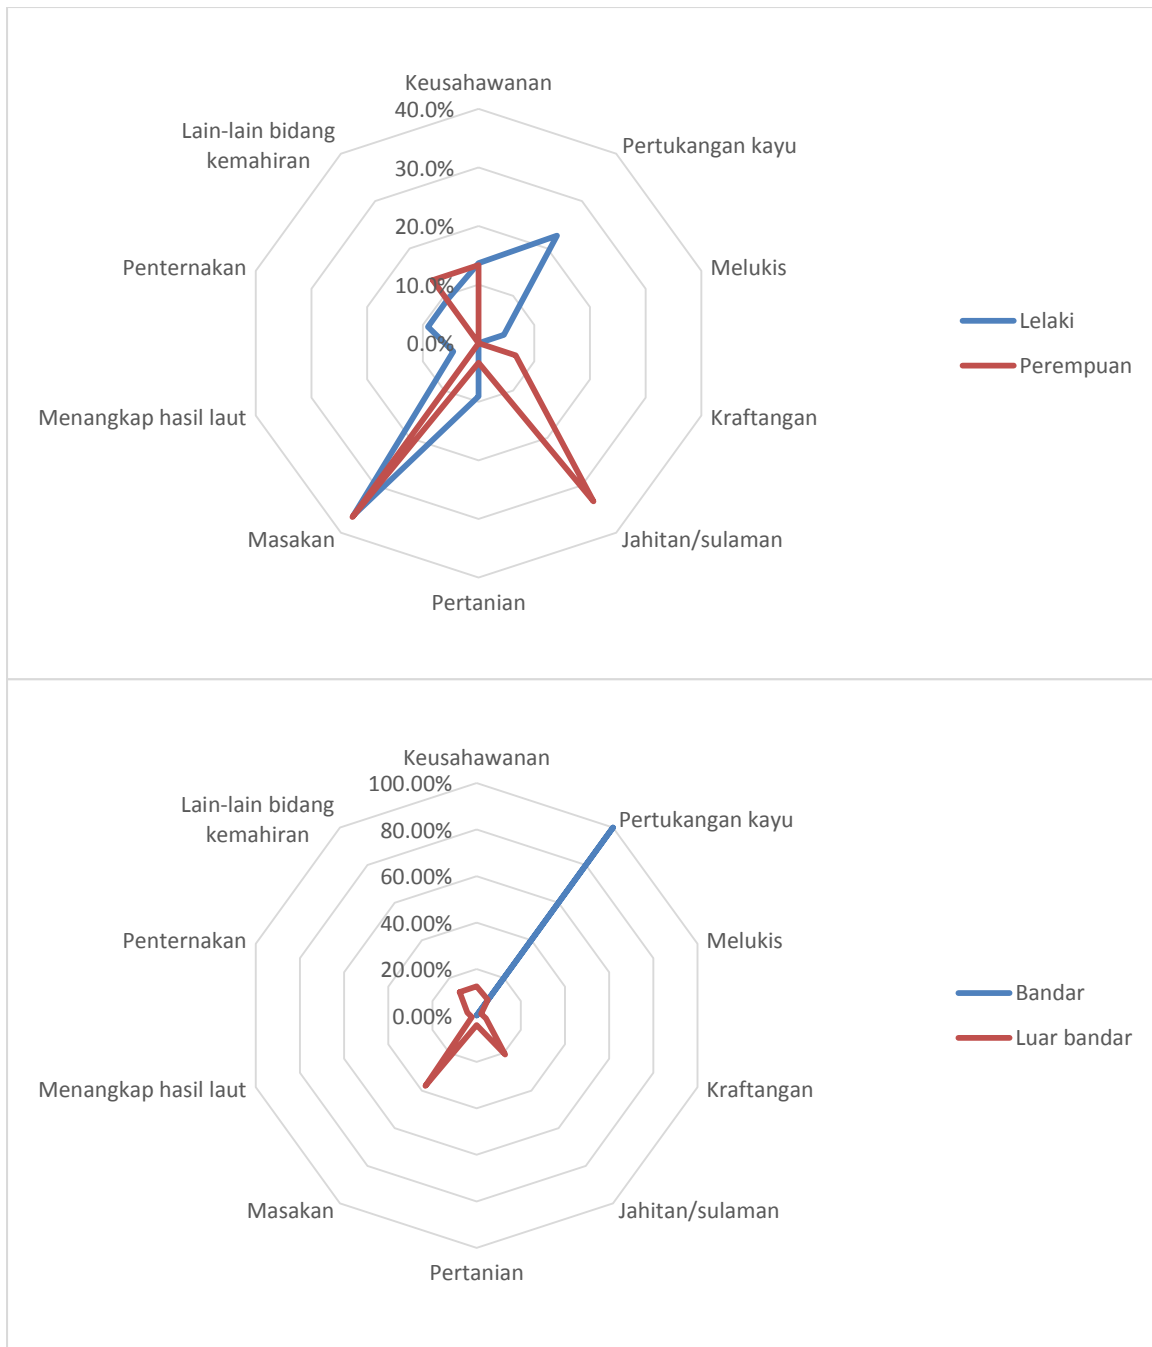 Keusahawanan
40.0%
Lain-lain bidang
kemahiran
Pertukangan kayu
30.0%
20.0%
Penternakan
Melukis
10.0%
Lelaki
0.0%
Perempuan
Menangkap hasil laut
Kraftangan
Masakan
Jahitan/sulaman
Pertanian
Keusahawanan
100.00%
Lain-lain bidang
kemahiran
Pertukangan kayu
80.00%
60.00%
40.00%
Penternakan
Melukis
20.00%
Bandar
0.00%
Luar bandar
Menangkap hasil laut
Kraftangan
Masakan
Jahitan/sulaman
Pertanian